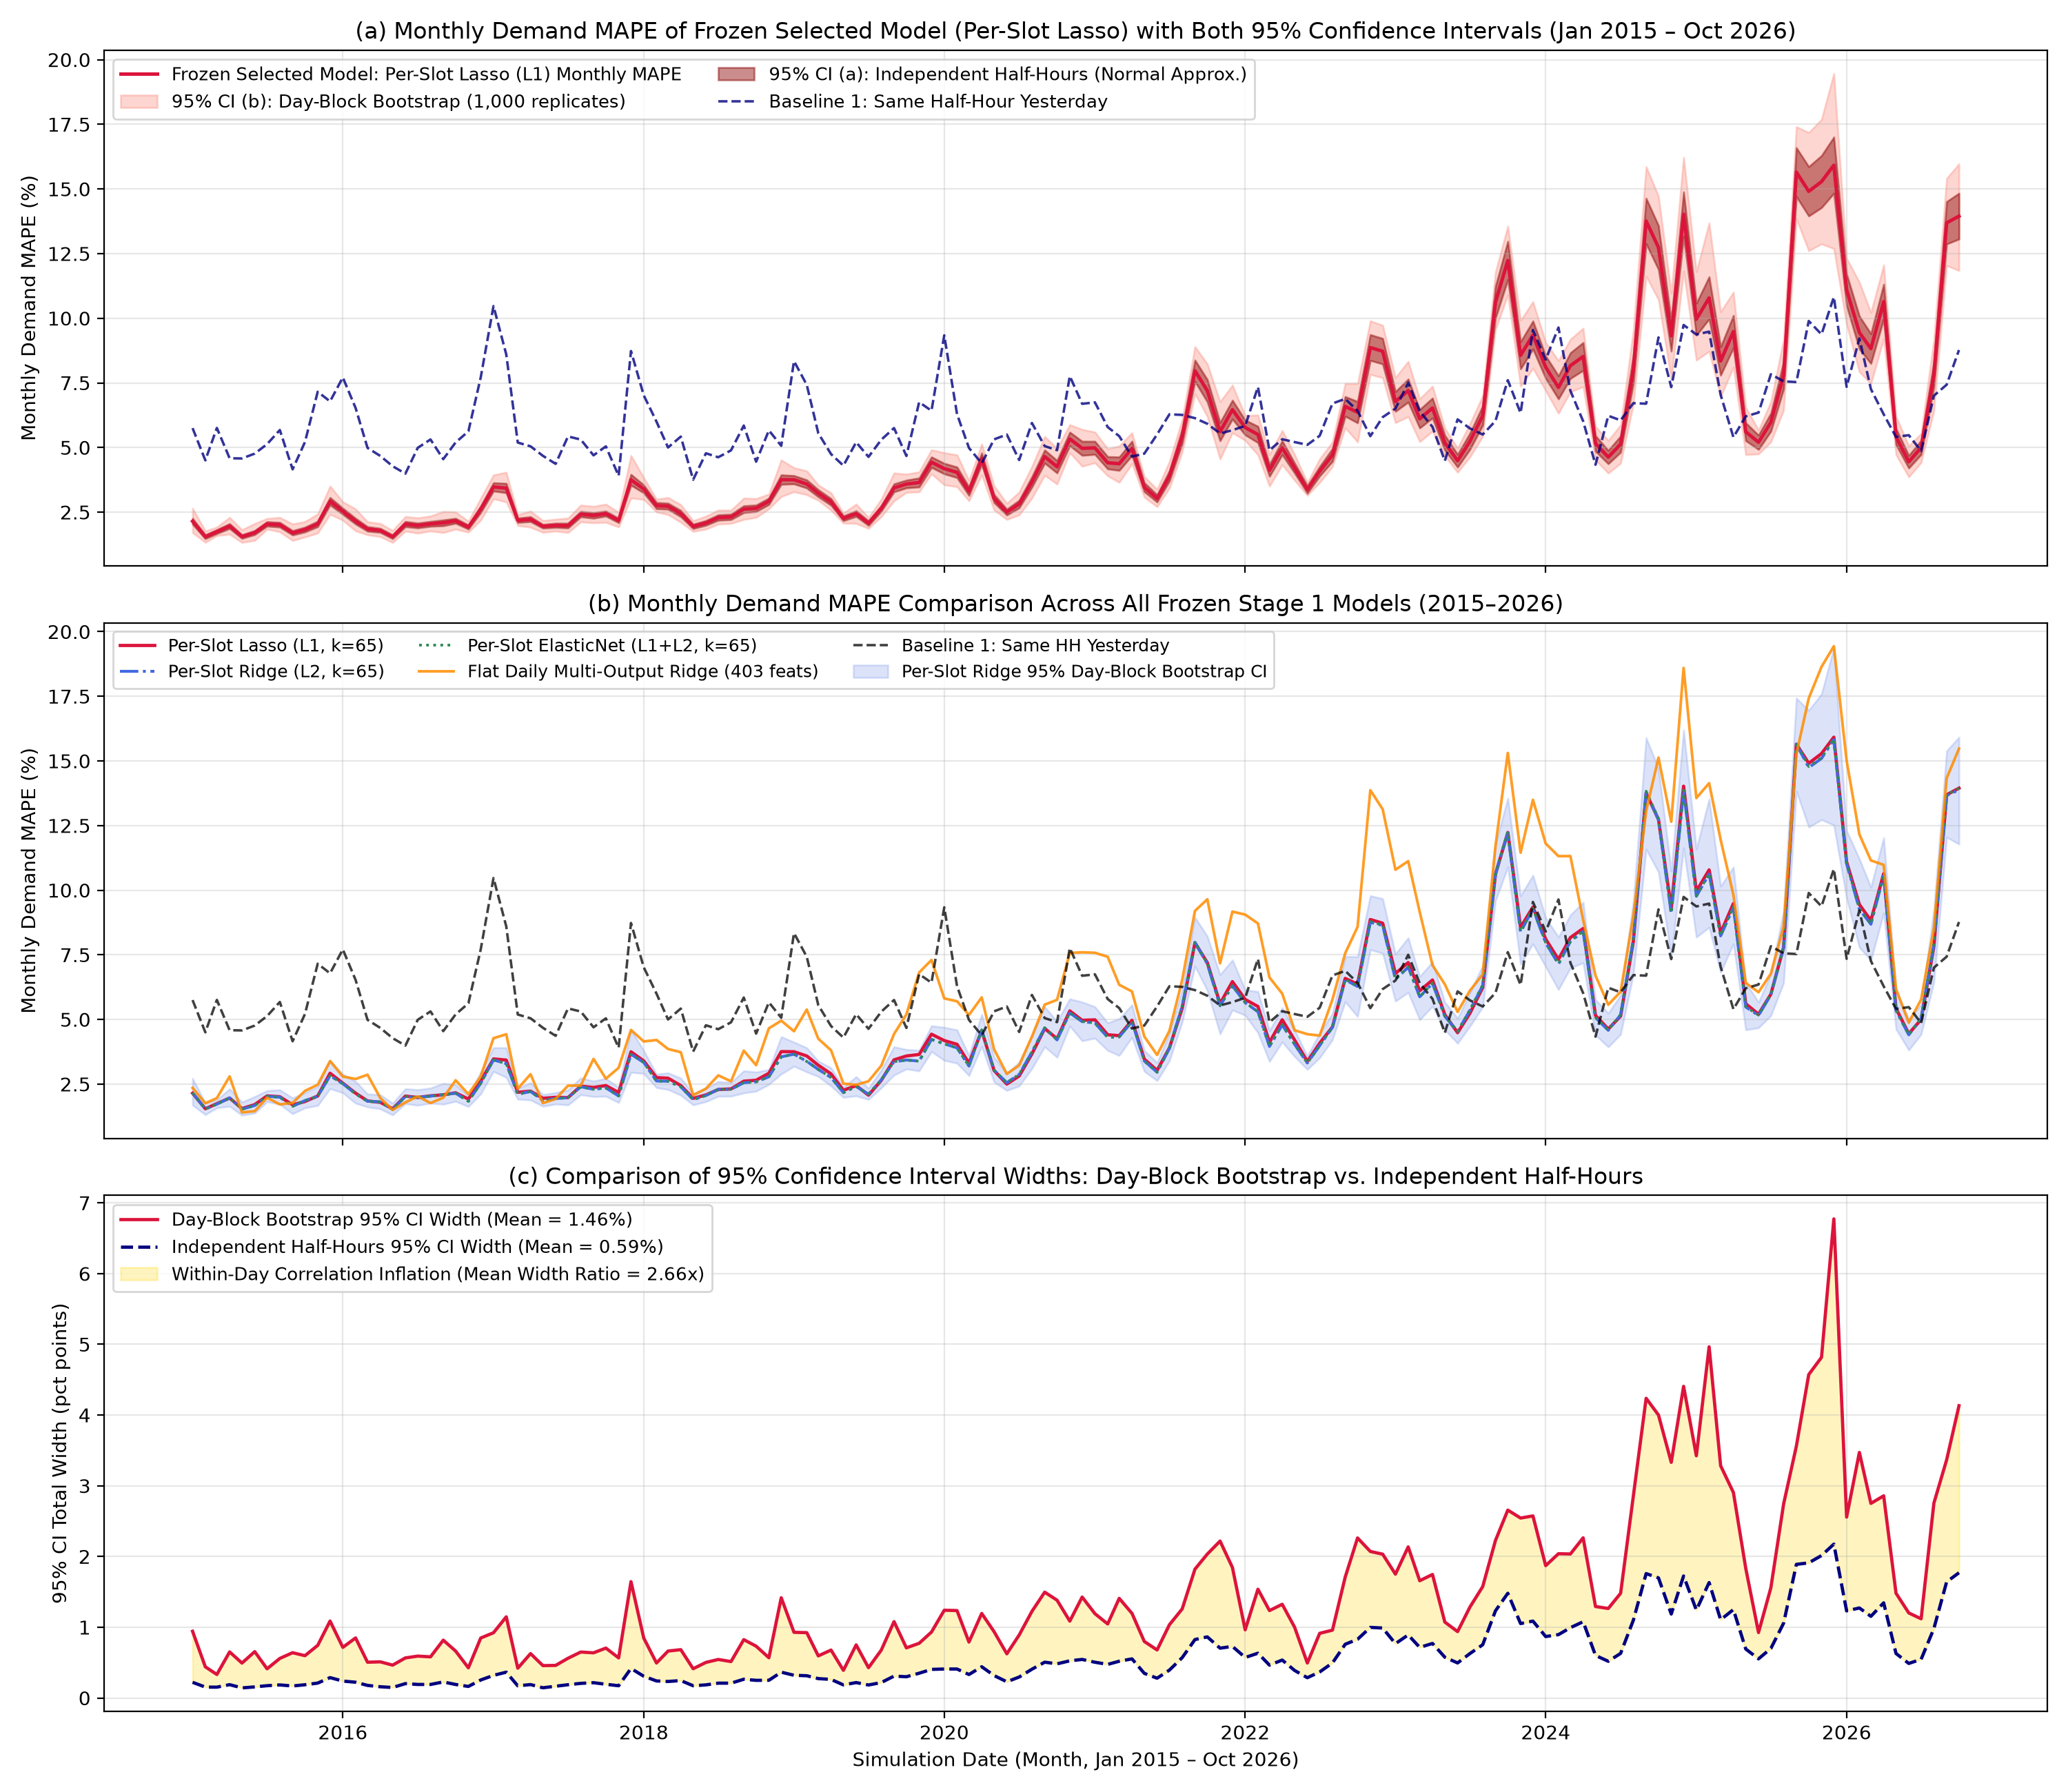 (a) Monthly Demand MAPE of Frozen Selected Model (Per-Slot Lasso) with Both 95% Confidence Intervals (Jan 2015 – Oct 2026)
Frozen Selected Model: Per-Slot Lasso (L1) Monthly MAPE
95% CI (b): Day-Block Bootstrap (1,000 replicates)
95% CI (a): Independent Half-Hours (Normal Approx.)
Baseline 1: Same Half-Hour Yesterday
Monthly Demand MAPE (%)
20.0
17.5
15.0
12.5
10.0
7.5
5.0
2.5
(b) Monthly Demand MAPE Comparison Across All Frozen Stage 1 Models (2015–2026)
Per-Slot Lasso (L1, k=65)
Per-Slot Ridge (L2, k=65)
Per-Slot ElasticNet (L1+L2, k=65)
Flat Daily Multi-Output Ridge (403 feats)
Baseline 1: Same HH Yesterday
Per-Slot Ridge 95% Day-Block Bootstrap CI
Monthly Demand MAPE (%)
20.0
17.5
15.0
12.5
10.0
7.5
5.0
2.5
(c) Comparison of 95% Confidence Interval Widths: Day-Block Bootstrap vs. Independent Half-Hours
Day-Block Bootstrap 95% CI Width (Mean = 1.46%)
Independent Half-Hours 95% CI Width (Mean = 0.59%)
Within-Day Correlation Inflation (Mean Width Ratio = 2.66x)
95% CI Total Width (pct points)
7
6
5
4
3
2
1
0
2016
2018
2020
2022
2024
2026
Simulation Date (Month, Jan 2015 – Oct 2026)